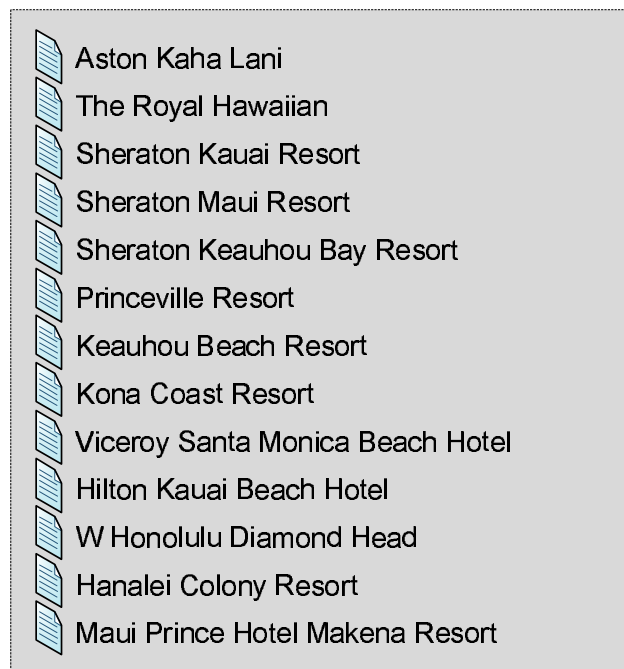 Aston Kaha Lani
The Royal Hawaiian
Sheraton Kauai Resort
Sheraton Maui Resort
Sheraton Keauhou Bay Resort
Princeville Resort
Keauhou Beach Resort
Kona Coast Resort
Viceroy Santa Monica Beach Hotel
Hilton Kauai Beach Hotel
W Honolulu Diamond Head
Hanalei Colony Resort
Maui Prince Hotel Makena Resort